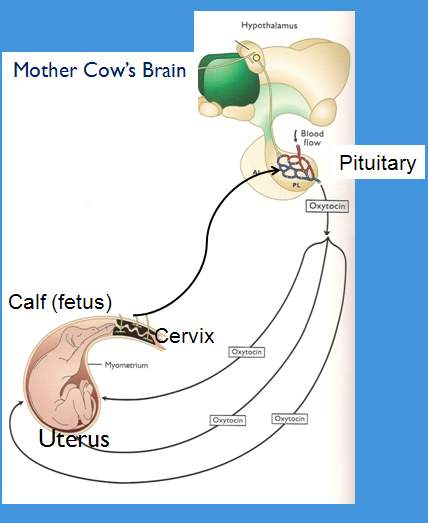 Hypothalamus
Mother Cow's Brain
Blood
flow
Pituitary
AL
PL
Oxytocin
Calf (fetus)
Cervix
Oxytocin
Myometrium
Oxytocin
Oxytocin
Uterus